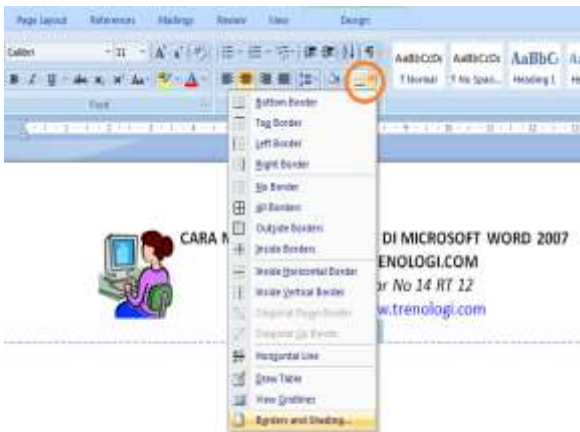 Page Layout References Mailings Review View Design
Calibri 11
AaBbCcDc AaBbCcDc AaBbC
¶ Normal ¶ No Spaci... Heading 1
Font
Bottom Border
Top Border
Left Border
Right Border
No Border
All Borders
Outside Borders
Inside Borders
Inside Horizontal Border
Inside Vertical Border
Diagonal Down Border
Diagonal Up Border
Horizontal Line
Draw Table
View Gridlines
Borders and Shading...
CARA DI MICROSOFT WORD 2007
ENOLOGI.COM
No 14 RT 12
w.trenologi.com